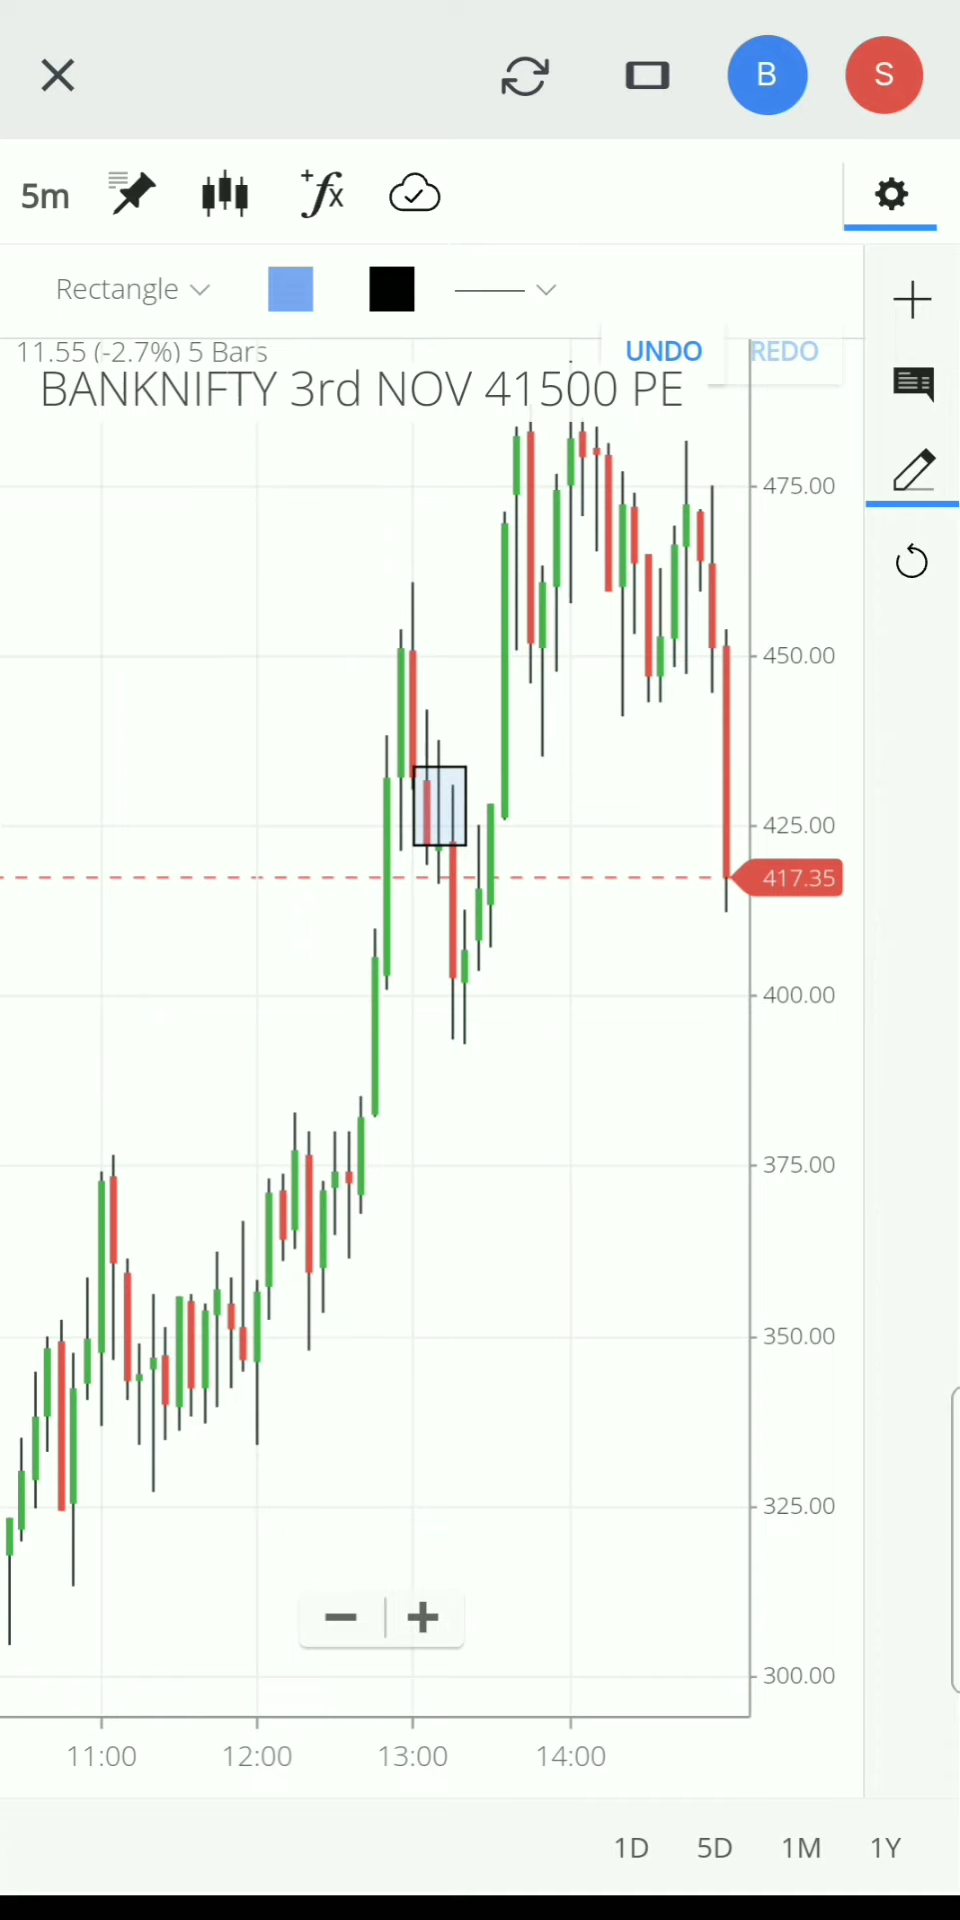 B S
5m fx
Rectangle
11.55 (-2.7%) 5 Bars
UNDO REDO
BANKNIFTY 3rd NOV 41500 PE
475.00
450.00
425.00
417.35
400.00
375.00
350.00
325.00
300.00
11:00 12:00 13:00 14:00
1D 5D 1M 1Y